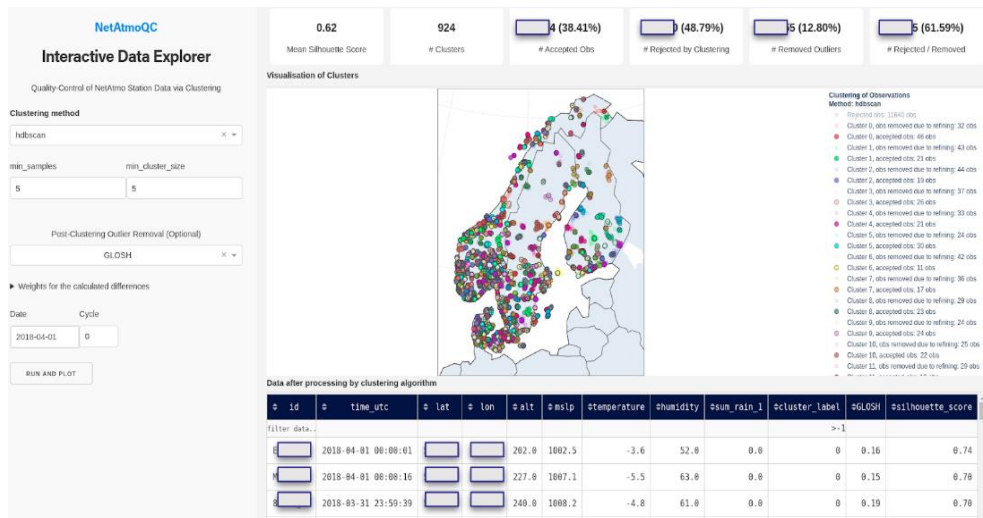 NetAtmoQC
Interactive Data Explorer
Quality-Control of NetAtmo Station Data via Clustering
Clustering method
hdbscan
min_samples min_cluster_size
5 5
Post-Clustering Outlier Removal (Optional)
GLOSH
Weights for the calculated differences
Date Cycle
2018-04-01 0
RUN AND PLOT
0.62 924 4 (38.41%) (48.79%) 5 (12.80%) 5 (61.59%)
Mean Silhouette Score # Clusters # Accepted Obs # Rejected by Clustering # Removed Outliers # Rejected / Removed
Visualisation of Clusters
Clustering of Observations
Method: hdbscan
Rejected obs: 11640 obs
Cluster 0, obs removed due to refining: 32 obs
Cluster 0, accepted obs: 46 obs
Cluster 1, obs removed due to refining: 43 obs
Cluster 1, accepted obs: 21 obs
Cluster 2, obs removed due to refining: 44 obs
Cluster 2, accepted obs: 19 obs
Cluster 3, obs removed due to refining: 37 obs
Cluster 3, accepted obs: 26 obs
Cluster 4, obs removed due to refining: 33 obs
Cluster 4, accepted obs: 21 obs
Cluster 5, obs removed due to refining: 24 obs
Cluster 5, accepted obs: 30 obs
Cluster 6, obs removed due to refining: 42 obs
Cluster 6, accepted obs: 11 obs
Cluster 7, obs removed due to refining: 36 obs
Cluster 7, accepted obs: 17 obs
Cluster 8, obs removed due to refining: 29 obs
Cluster 8, accepted obs: 23 obs
Cluster 9, obs removed due to refining: 24 obs
Cluster 9, accepted obs: 24 obs
Cluster 10, obs removed due to refining: 25 obs
Cluster 10, accepted obs: 22 obs
Cluster 11, obs removed due to refining: 29 obs
Data after processing by clustering algorithm
id time_utc lat lon alt mslp temperature humidity sum_rain_1 cluster_label GLOSH silhouette_score
filter data.. >-1
2018-04-01 00:00:01 202.0 1002.5 -3.6 52.0 0.0 0 0.16 0.74
2018-04-01 00:00:16 227.0 1007.1 -5.5 63.0 0.0 0 0.15 0.70
2018-03-31 23:59:39 240.0 1008.2 -4.8 61.0 0.0 0 0.19 0.70